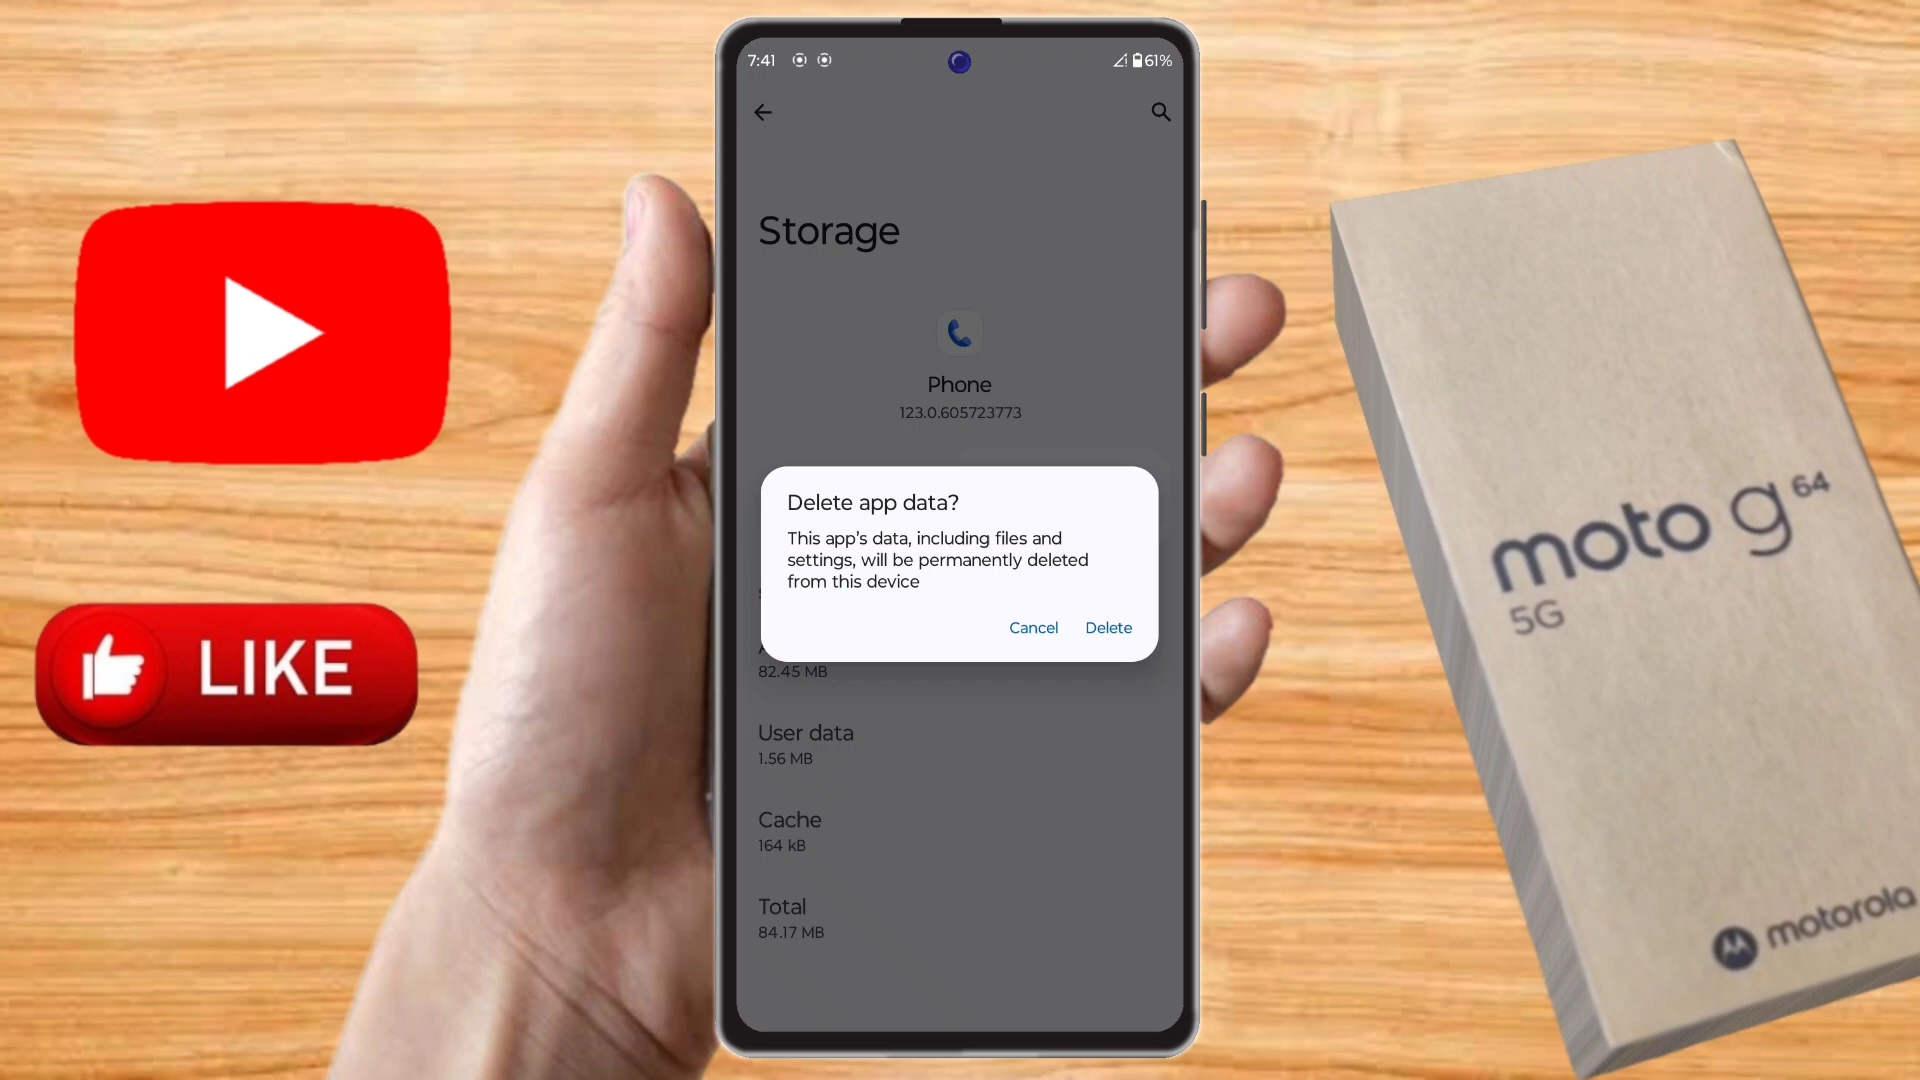 7:41
61%
Storage
Phone
123.0.605723773
Delete app data?
This app's data, including files and
settings, will be permanently deleted
from this device
Cancel Delete
82.45 MB
User data
1.56 MB
Cache
164 kB
Total
84.17 MB
LIKE
moto g64
5G
motorola